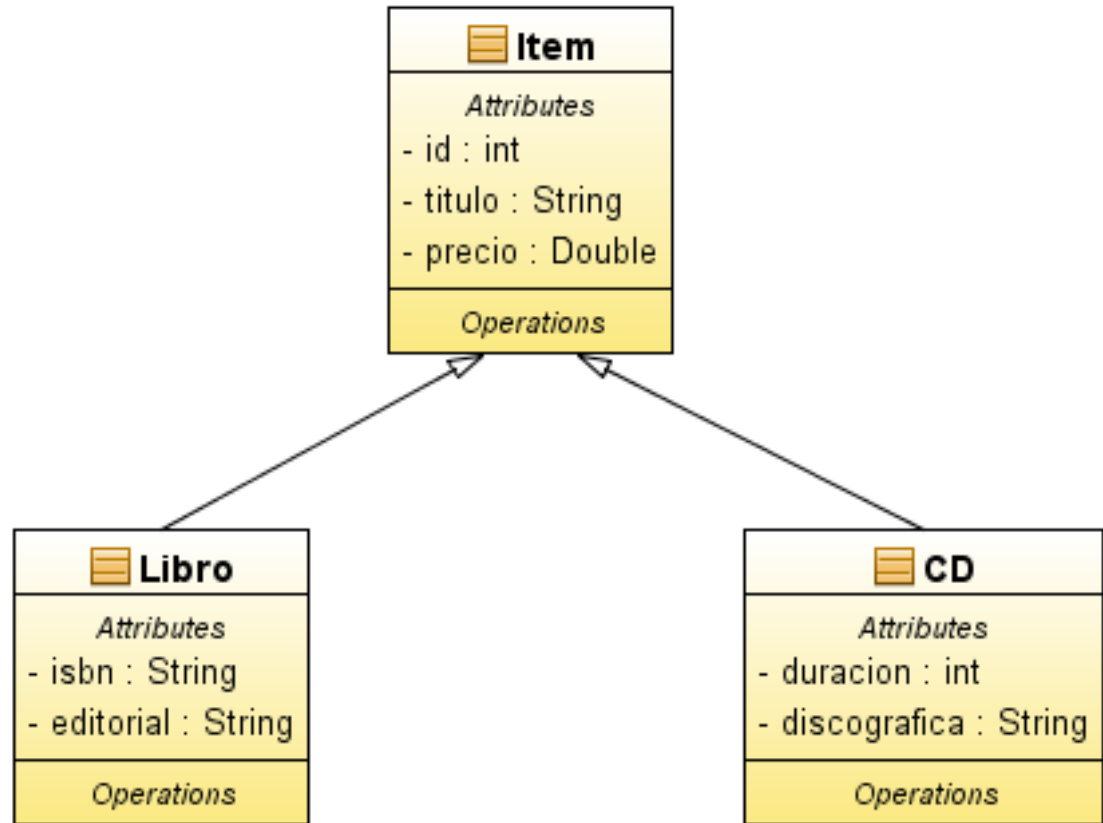 Item
Attributes
- id : int
- titulo : String
- precio : Double
Operations
Libro
Attributes
- isbn : String
- editorial : String
Operations
CD
Attributes
- duracion : int
- discografica : String
Operations